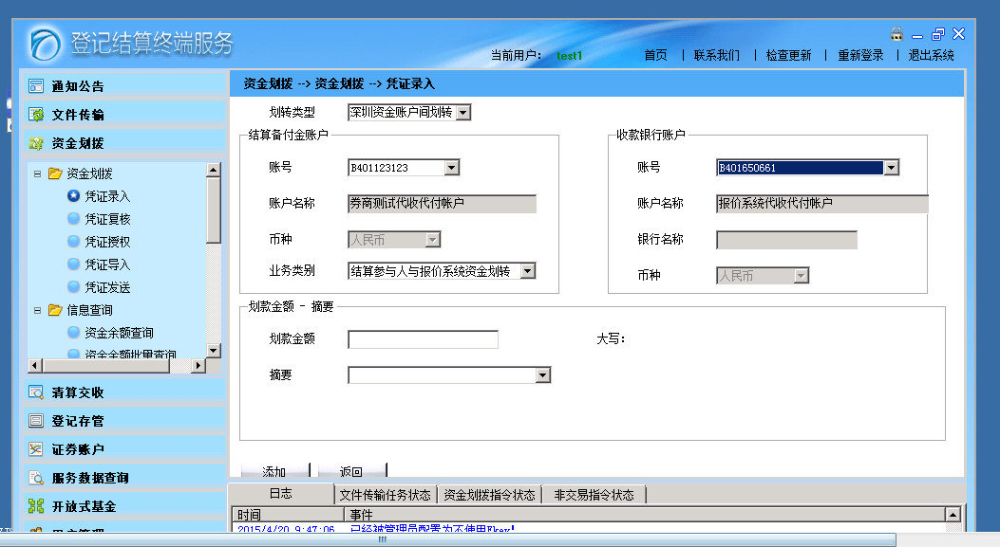 登记结算终端服务
当前用户: test1 首页 | 联系我们 | 检查更新 | 重新登录 | 退出系统
通知公告
文件传输
资金划拨
资金划拨
凭证录入
凭证复核
凭证授权
凭证导入
凭证发送
信息查询
资金余额查询
资金余额批量查询
清算交收
登记存管
证券账户
服务数据查询
开放式基金
资金划拨 --> 资金划拨 --> 凭证录入
划转类型 深圳资金账户间划转
结算备付金账户
账号 B401123123
账户名称 券商测试代收代付帐户
币种 人民币
业务类别 结算参与人与报价系统资金划转
收款银行账户
账号 B401650661
账户名称 报价系统代收代付帐户
银行名称
币种 人民币
划款金额 - 摘要
划款金额 大写:
摘要
添加 返回
日志 文件传输任务状态 资金划拨指令状态 非交易指令状态
时间 事件
2015/4/20 9:47:06 已经被管理员配置为不使用Ekey!